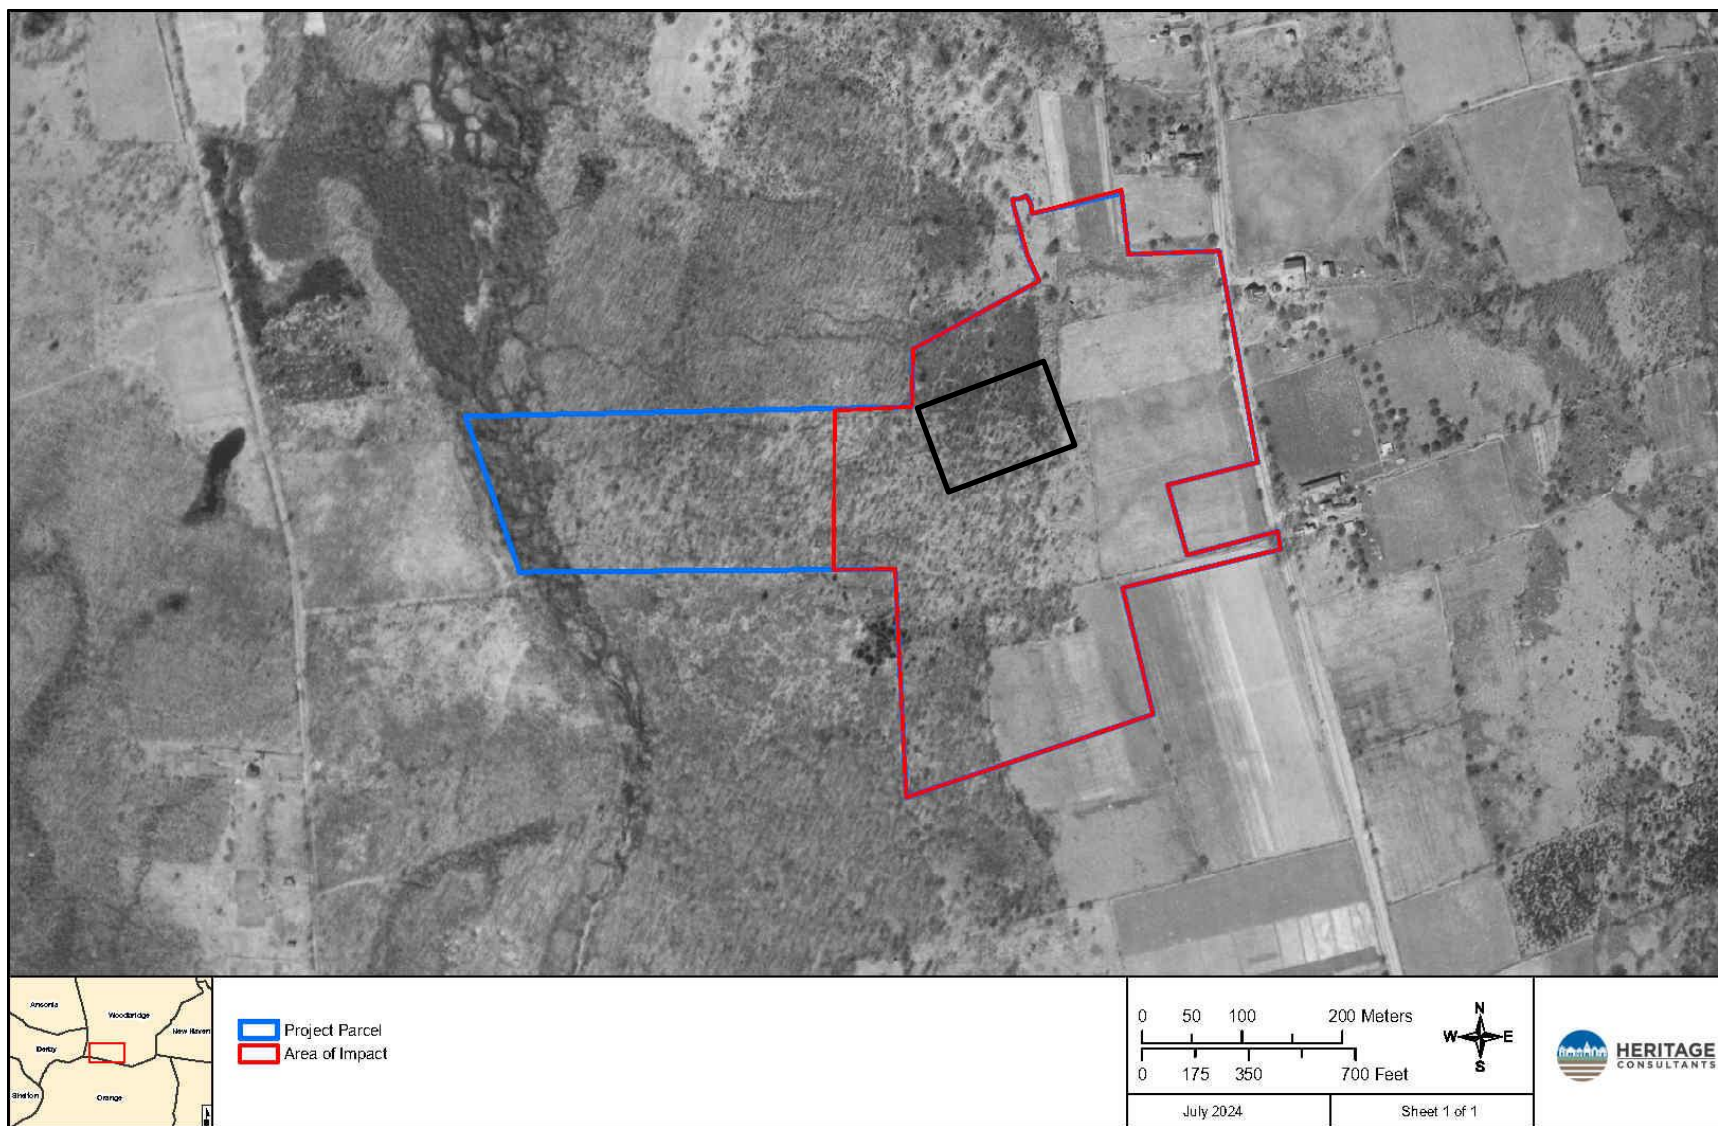 Ansonia
Woodbridge
New Haven
Derby
Shelton
Orange
Project Parcel
Area of Impact
0 50 100 200 Meters
0 175 350 700 Feet
N
W E
S
July 2024
Sheet 1 of 1
HERITAGE
CONSULTANTS